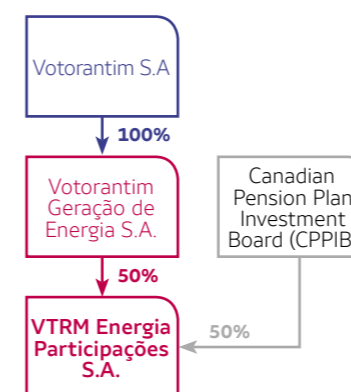 Votorantim S.A
100%
Votorantim
Geração de
Energia S.A.
Canadian
Pension Plan
Investment
Board (CPPIB
50%
VTRM Energia
Participações
S.A.
50%